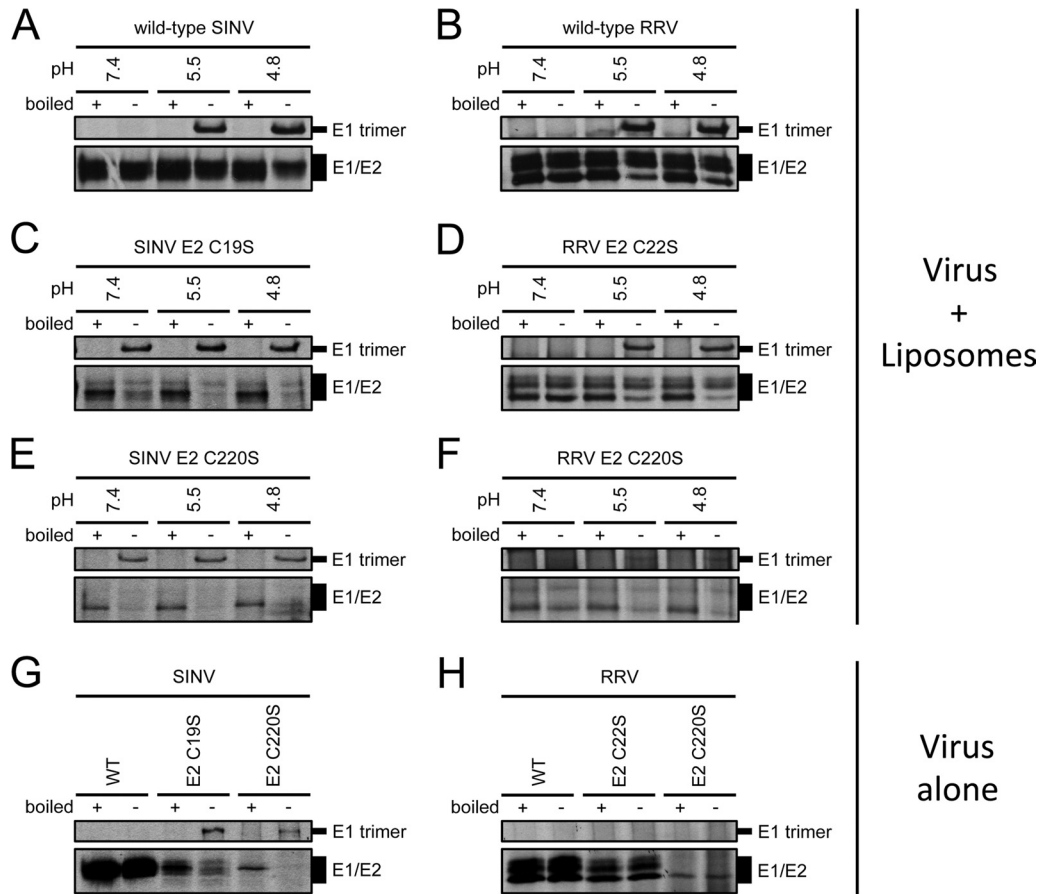 A
wild-type SINV
pH 7.4 5.5 4.8
boiled + - + - + -
E1 trimer
E1/E2
B
wild-type RRV
pH 7.4 5.5 4.8
boiled + - + - + -
E1 trimer
E1/E2
C
SINV E2 C19S
pH 7.4 5.5 4.8
boiled + - + - + -
E1 trimer
E1/E2
D
RRV E2 C22S
pH 7.4 5.5 4.8
boiled + - + - + -
E1 trimer
E1/E2
E
SINV E2 C220S
pH 7.4 5.5 4.8
boiled + - + - + -
E1 trimer
E1/E2
F
RRV E2 C220S
pH 7.4 5.5 4.8
boiled + - + - + -
E1 trimer
E1/E2
Virus
+
Liposomes
G
SINV
WT E2 C19S E2 C220S
boiled + - + - + -
E1 trimer
E1/E2
H
RRV
WT E2 C22S E2 C220S
boiled + - + - + -
E1 trimer
E1/E2
Virus
alone